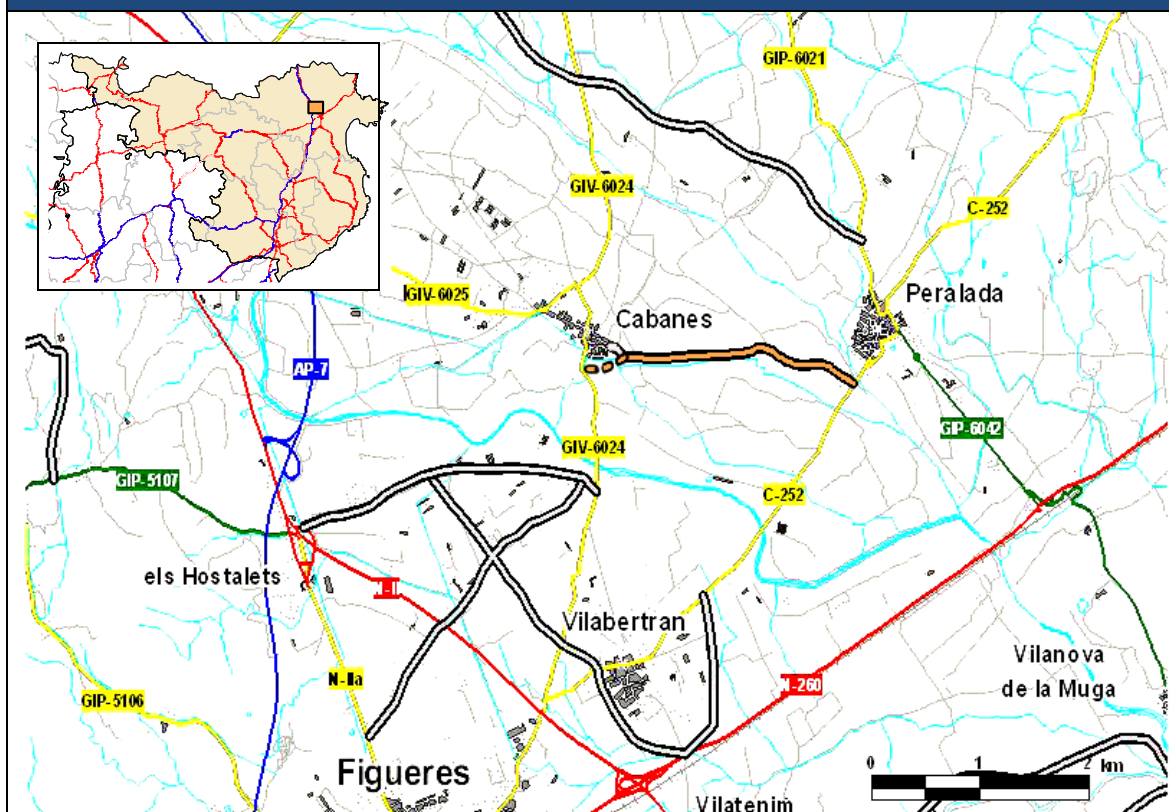 GIP-6021
GIV-6024
C-252
GIV-6025
Peralada
Cabanes
AP-7
GIP-6042
GIV-6024
GIP-5107
C-252
els Hostalets
Vilabertran
Vilanova
de la Muga
N-IIa
N-260
GIP-5106
Figueres
0 1 2 km
Vilatenim